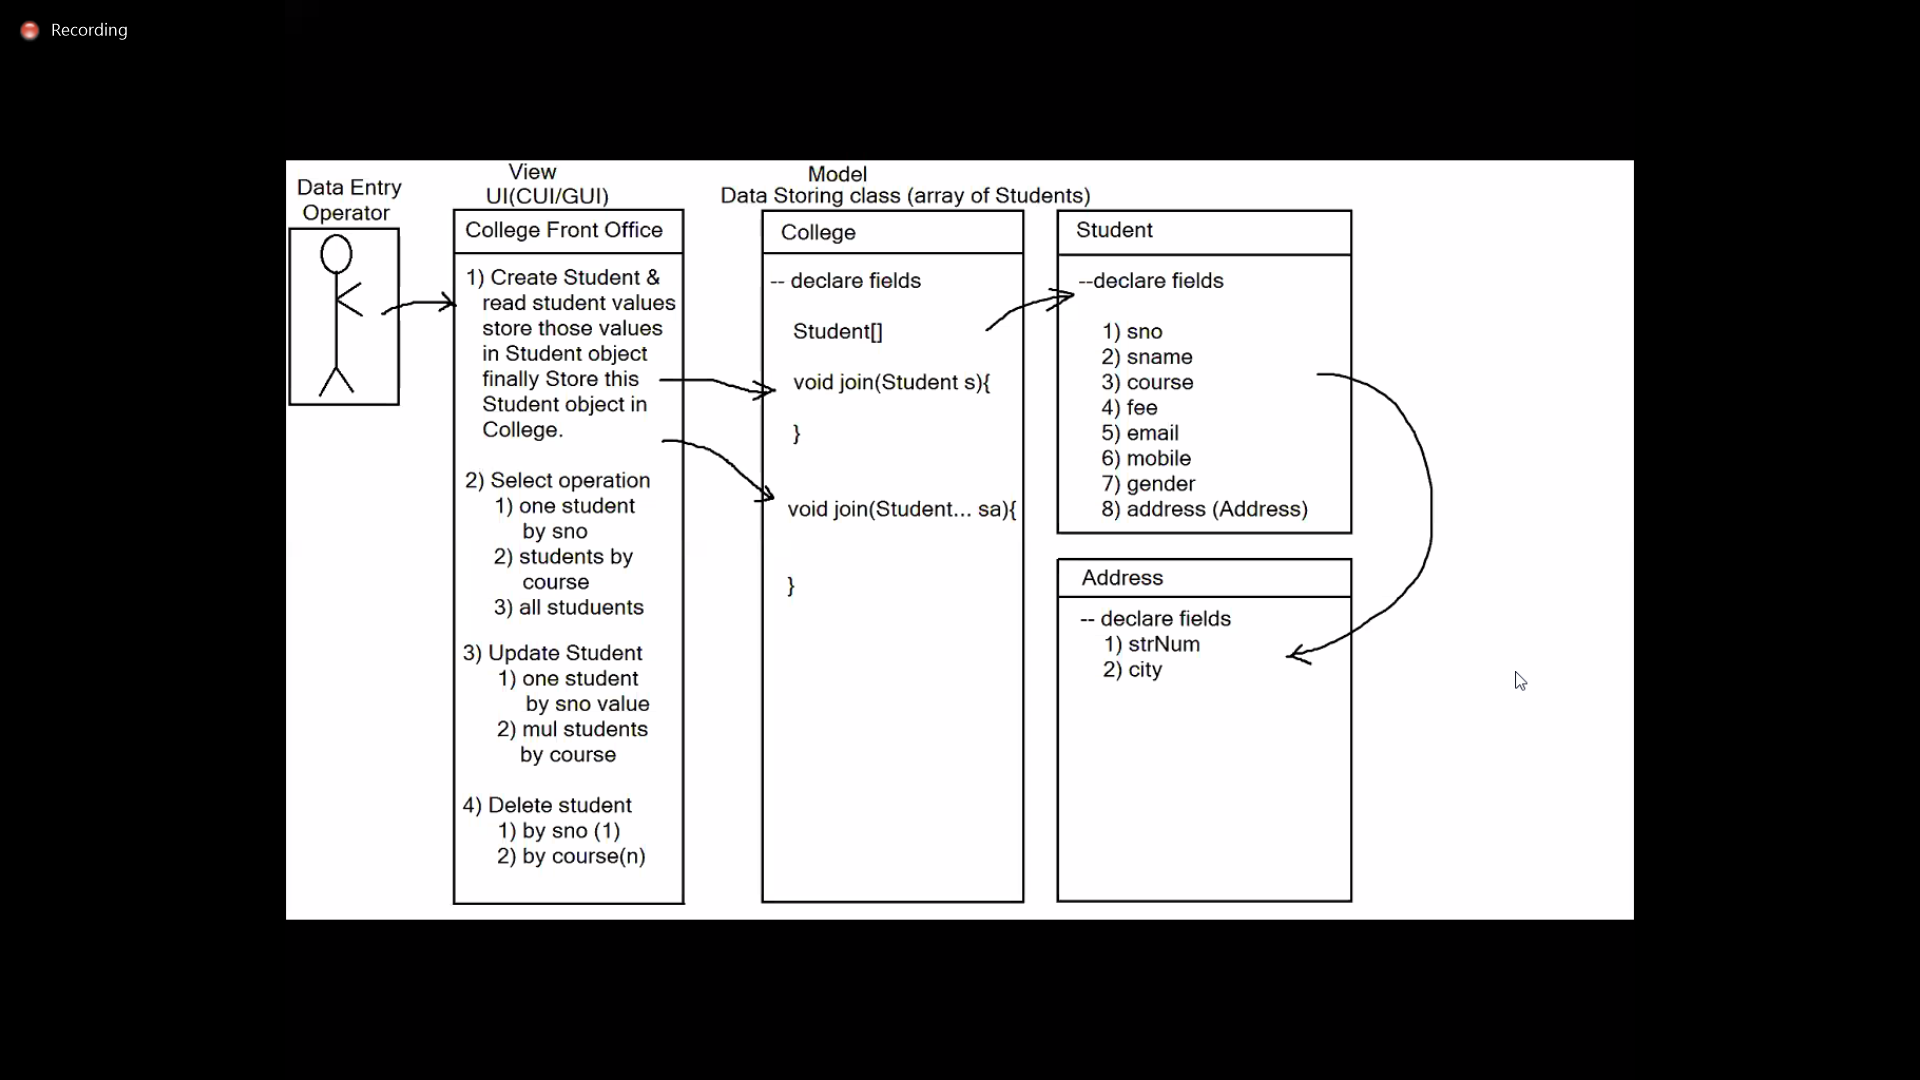 Recording
Data Entry
Operator
View
UI(CUI/GUI)
College Front Office
1) Create Student &
read student values
store those values
in Student object
finally Store this
Student object in
College.
2) Select operation
1) one student
by sno
2) students by
course
3) all studuents
3) Update Student
1) one student
by sno value
2) mul students
by course
4) Delete student
1) by sno (1)
2) by course(n)
Model
Data Storing class (array of Students)
College
-- declare fields
Student[]
void join(Student s){
}
void join(Student... sa){
}
Student
--declare fields
1) sno
2) sname
3) course
4) fee
5) email
6) mobile
7) gender
8) address (Address)
Address
-- declare fields
1) strNum
2) city